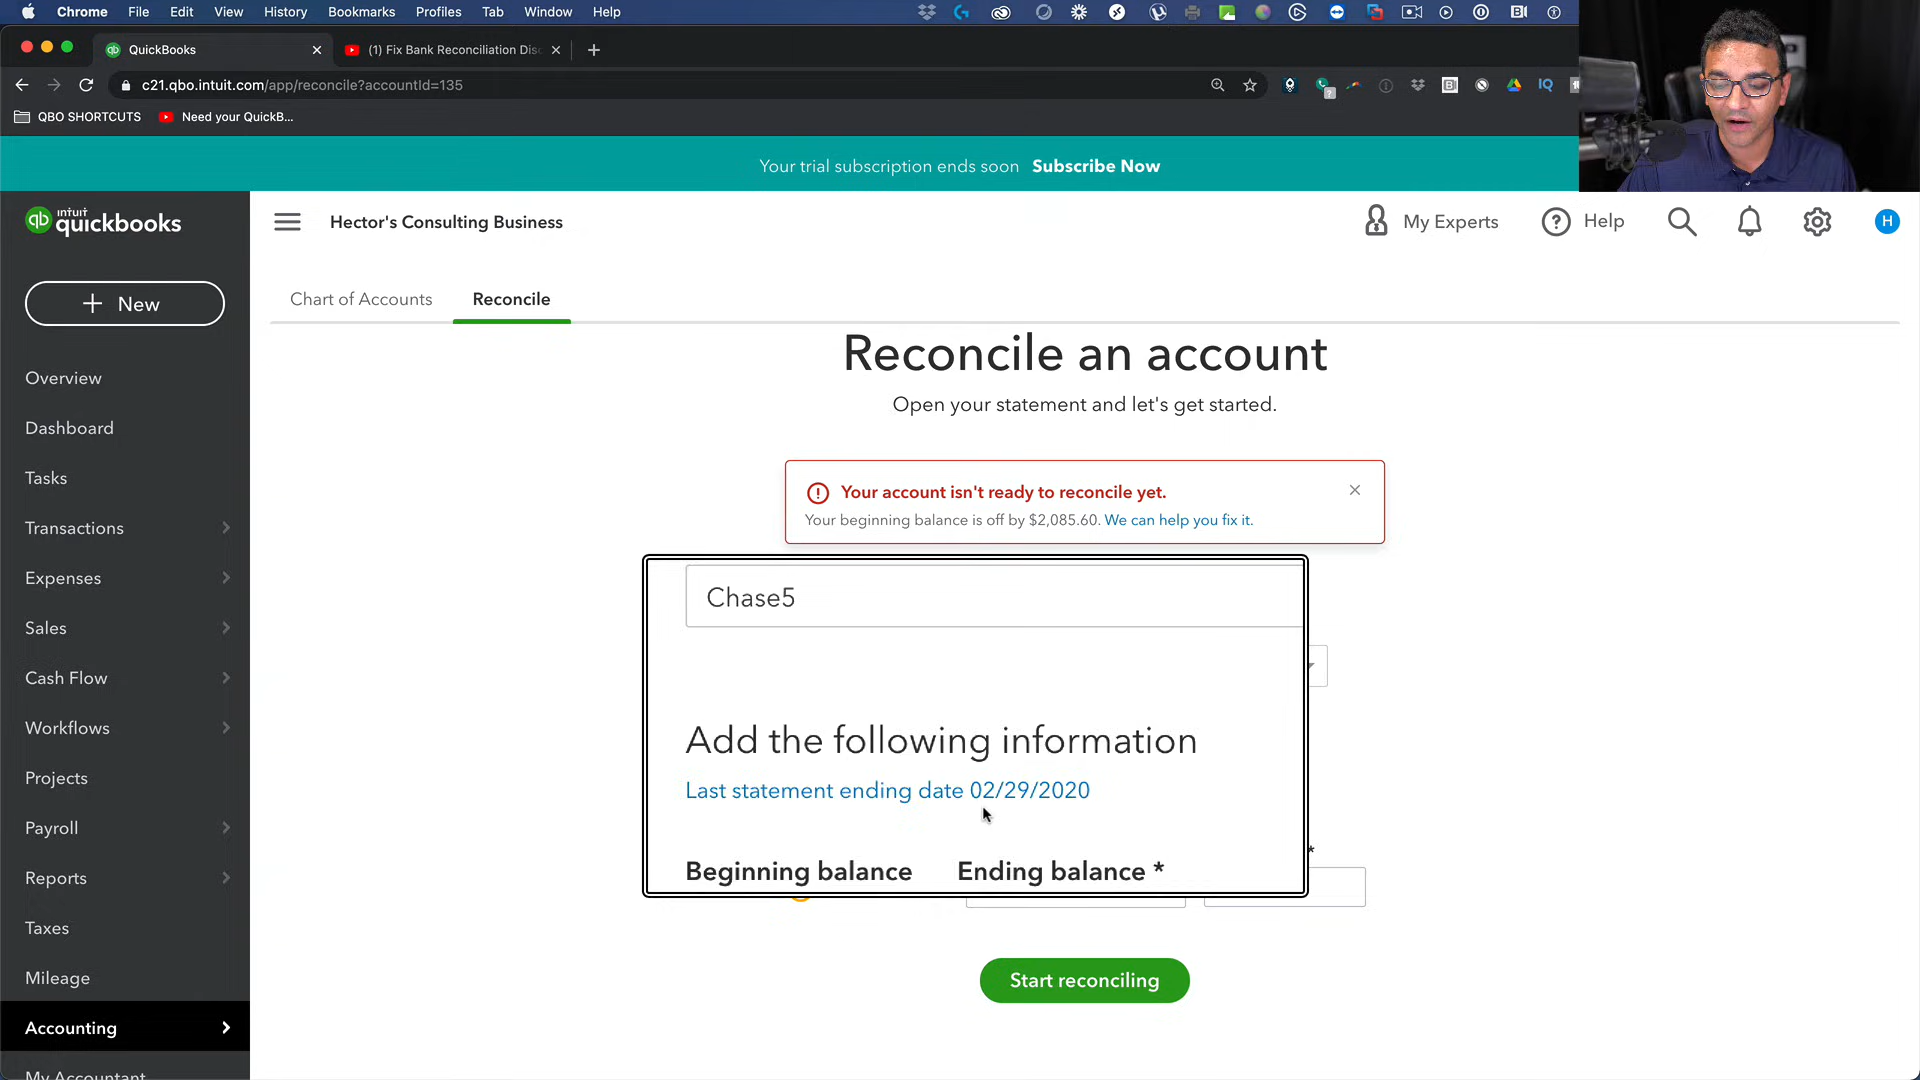 Chrome File Edit View History Bookmarks Profiles Tab Window Help
QuickBooks
(1) Fix Bank Reconciliation Dis
c21.qbo.intuit.com/app/reconcile?accountId=135
QBO SHORTCUTS Need your QuickB...
Your trial subscription ends soon Subscribe Now
intuit
quickbooks
Hector's Consulting Business
My Experts Help H
New
Chart of Accounts Reconcile
Reconcile an account
Open your statement and let's get started.
Your account isn't ready to reconcile yet.
Your beginning balance is off by $2,085.60. We can help you fix it.
Chase5
Add the following information
Last statement ending date 02/29/2020
Beginning balance Ending balance * *
Start reconciling
Overview
Dashboard
Tasks
Transactions
Expenses
Sales
Cash Flow
Workflows
Projects
Payroll
Reports
Taxes
Mileage
Accounting
My Accountant